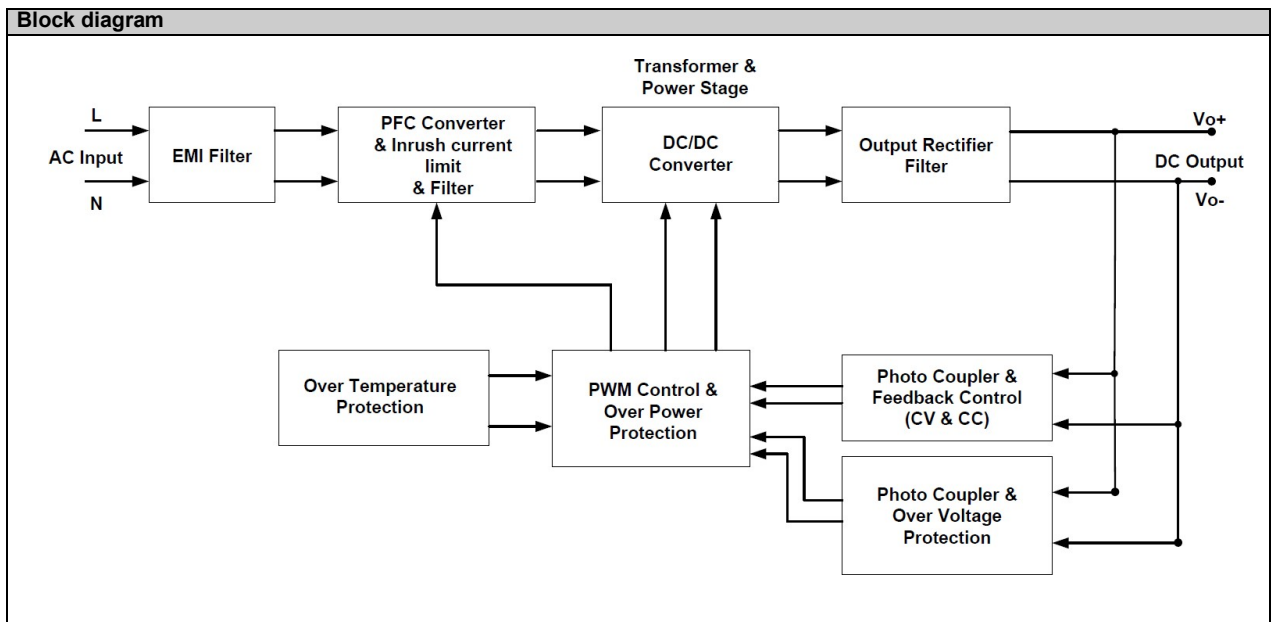 Block diagram
Transformer &
Power Stage
L
AC Input
N
EMI Filter
PFC Converter
& Inrush current
limit
& Filter
DC/DC
Converter
Output Rectifier
Filter
Vo+
DC Output
Vo-
Over Temperature
Protection
PWM Control &
Over Power
Protection
Photo Coupler &
Feedback Control
(CV & CC)
Photo Coupler &
Over Voltage
Protection